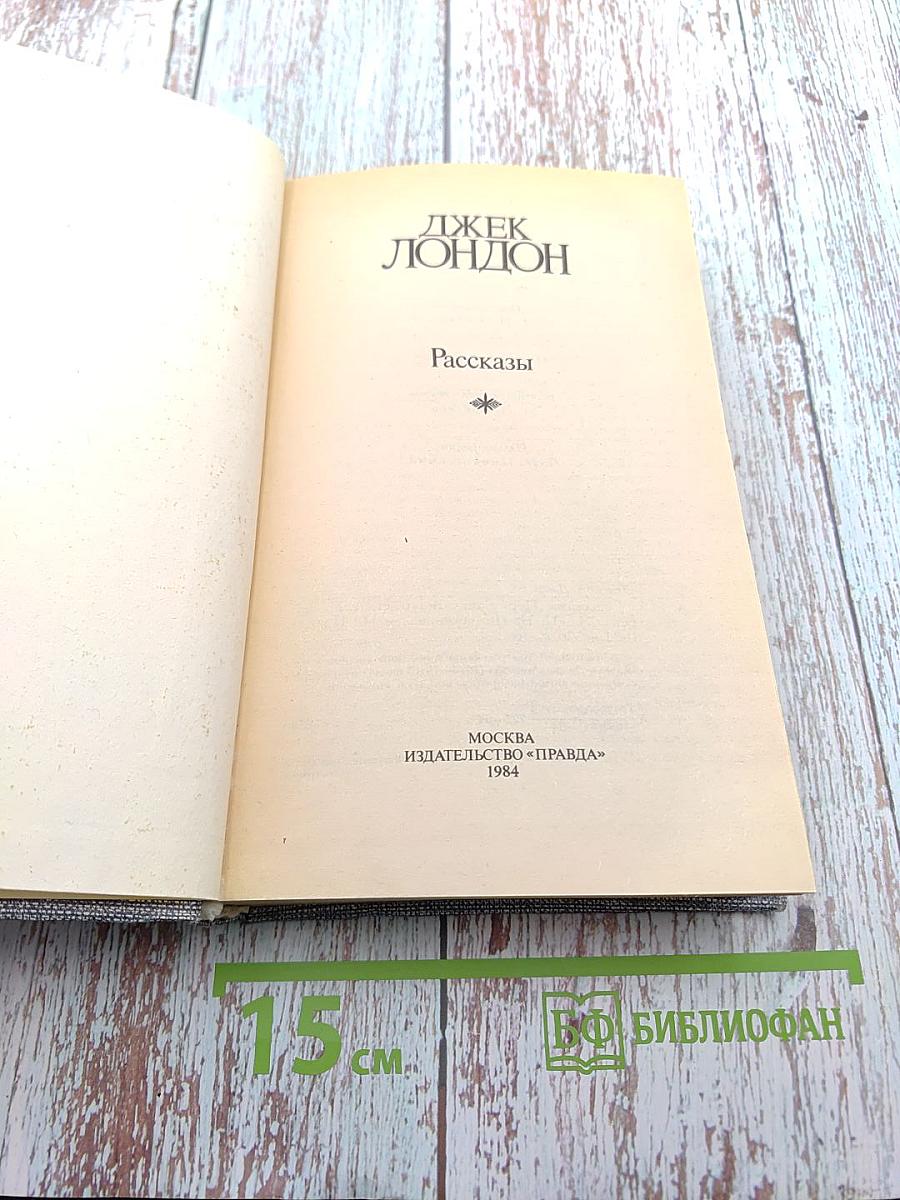 ДЖЕК
ЛОНДОН
Рассказы
МОСКВА
ИЗДАТЕЛЬСТВО «ПРАВДА»
1984
15 см
БФ БИБЛИОФАН